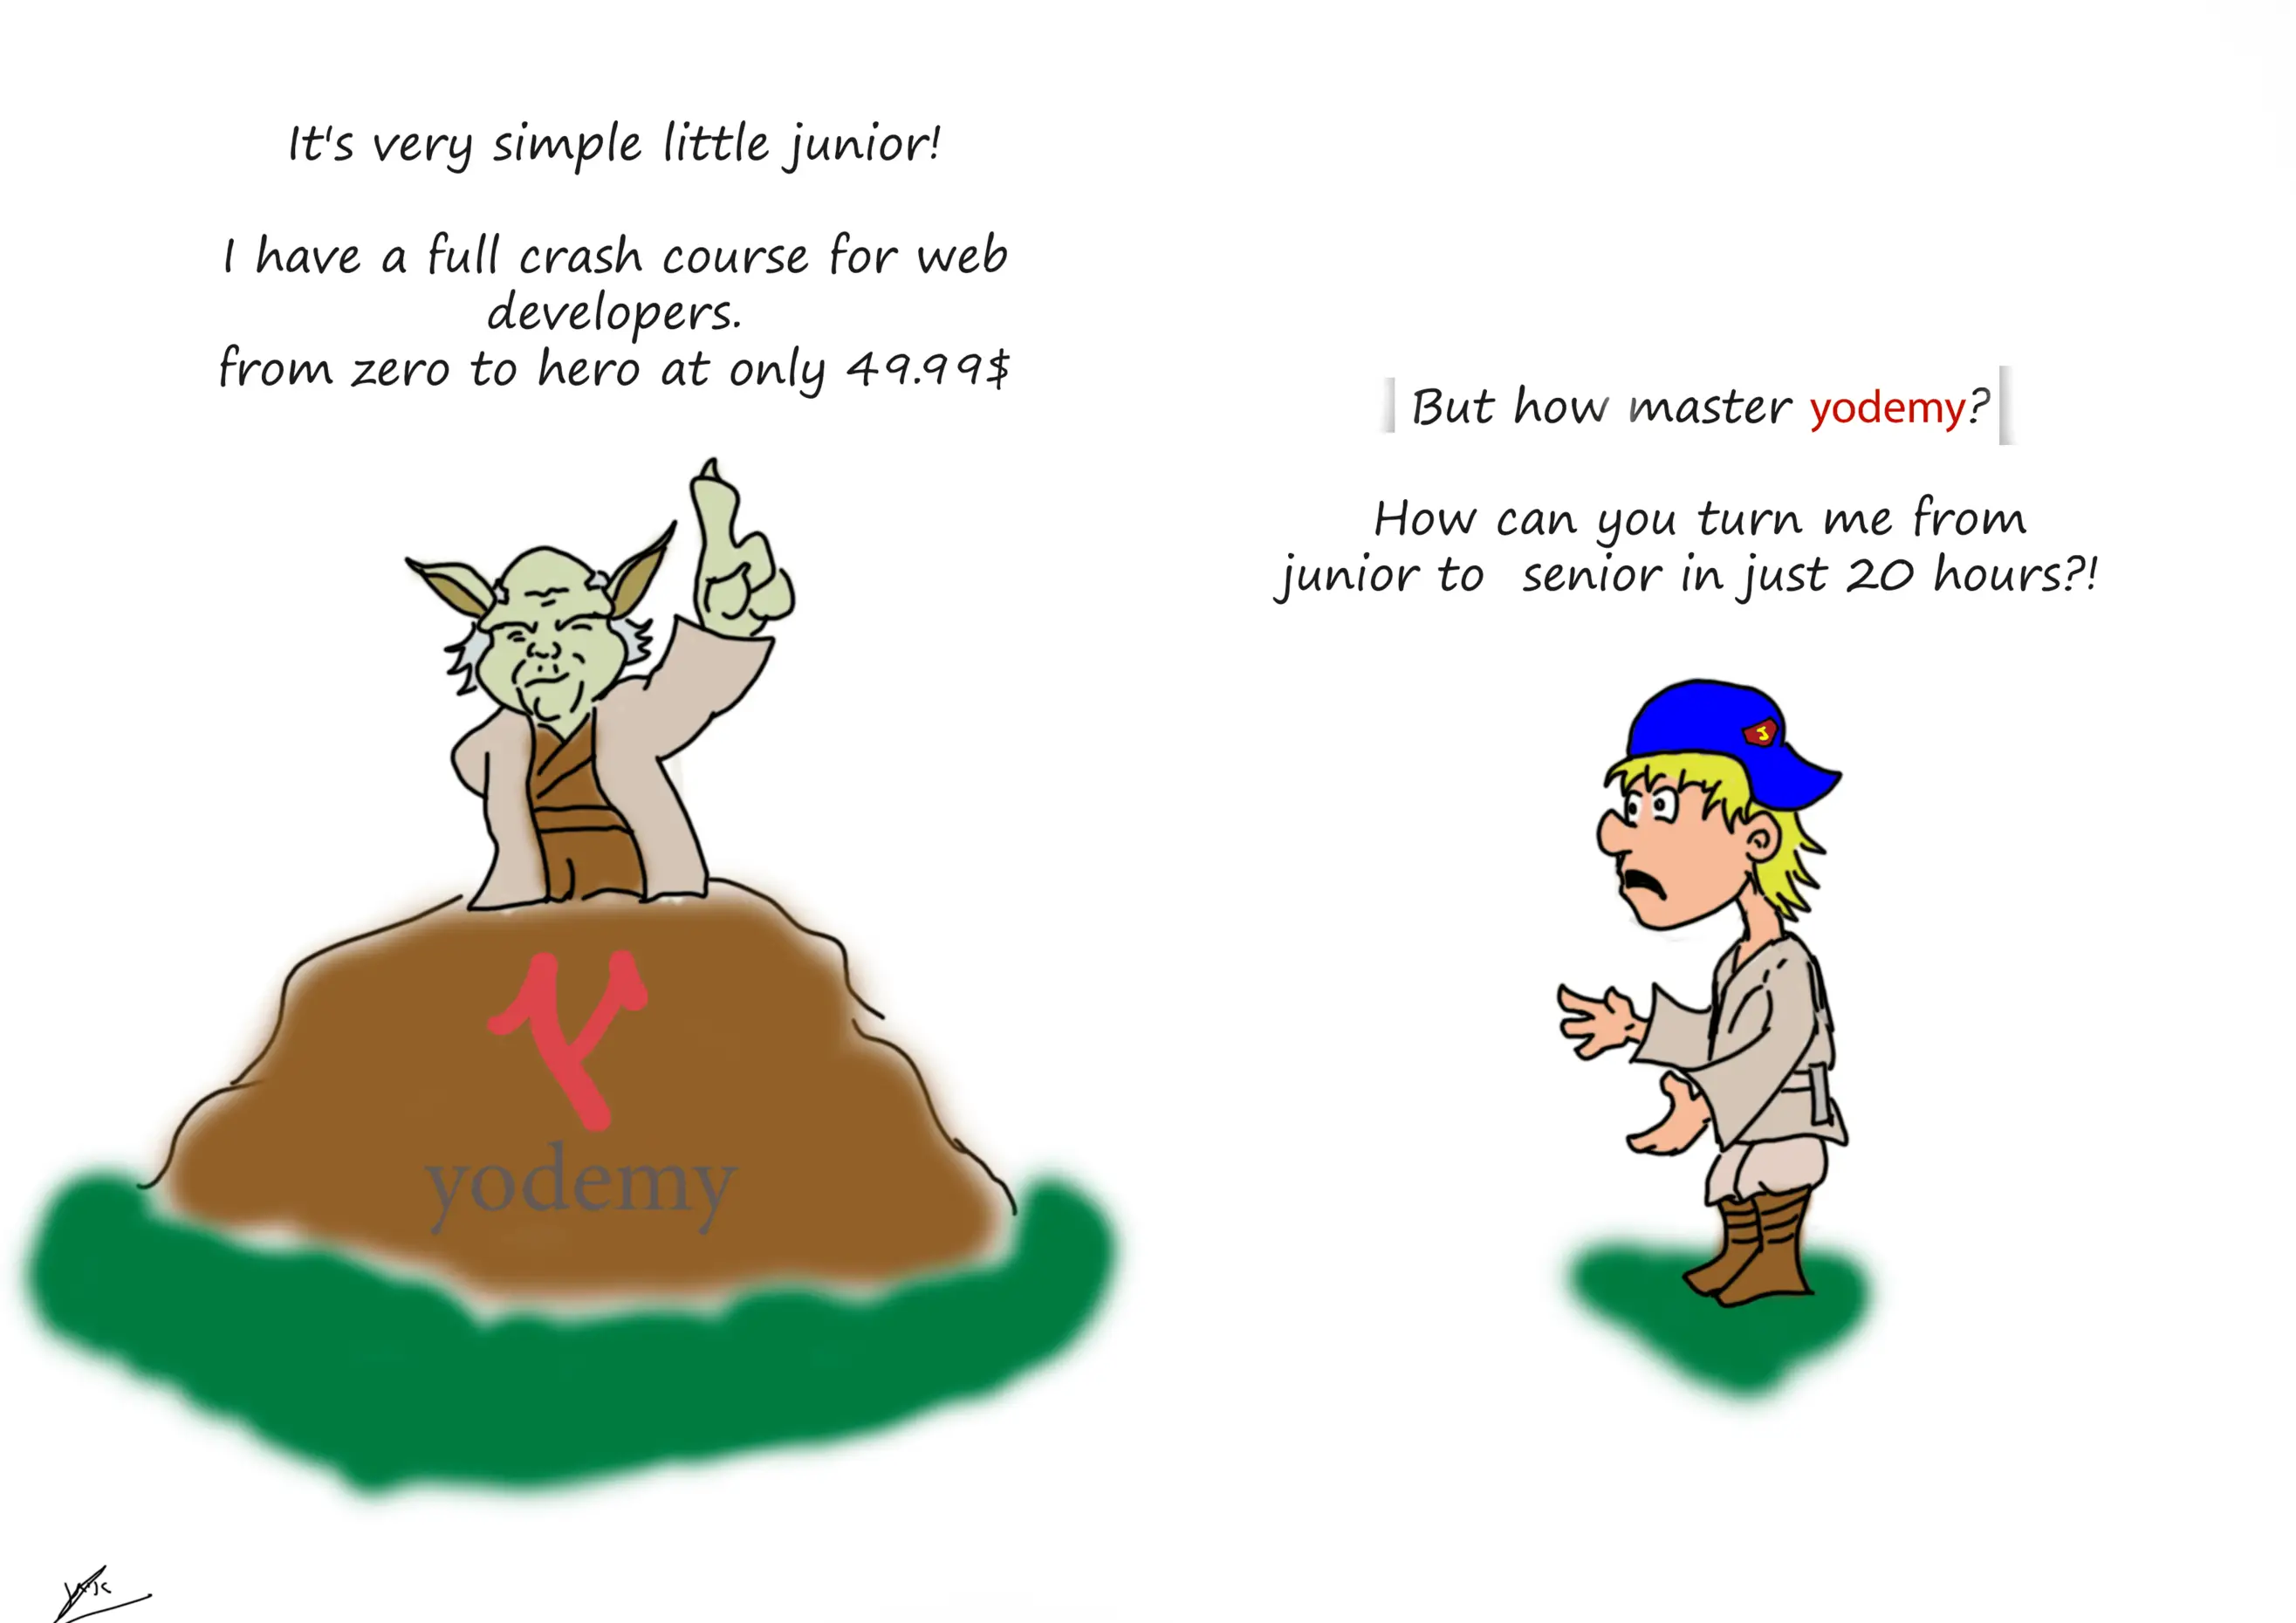 It's very simple little junior!
I have a full crash course for web
developers.
from zero to hero at only 49.99$
But how master yodemy?
How can you turn me from
junior to senior in just 20 hours?!
J
Y
yodemy